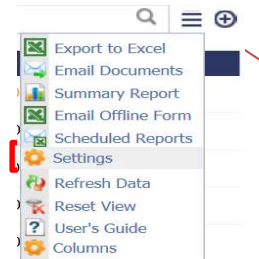 Export to Excel
Email Documents
Summary Report
Email Offline Form
Scheduled Reports
Settings
Refresh Data
Reset View
User's Guide
Columns